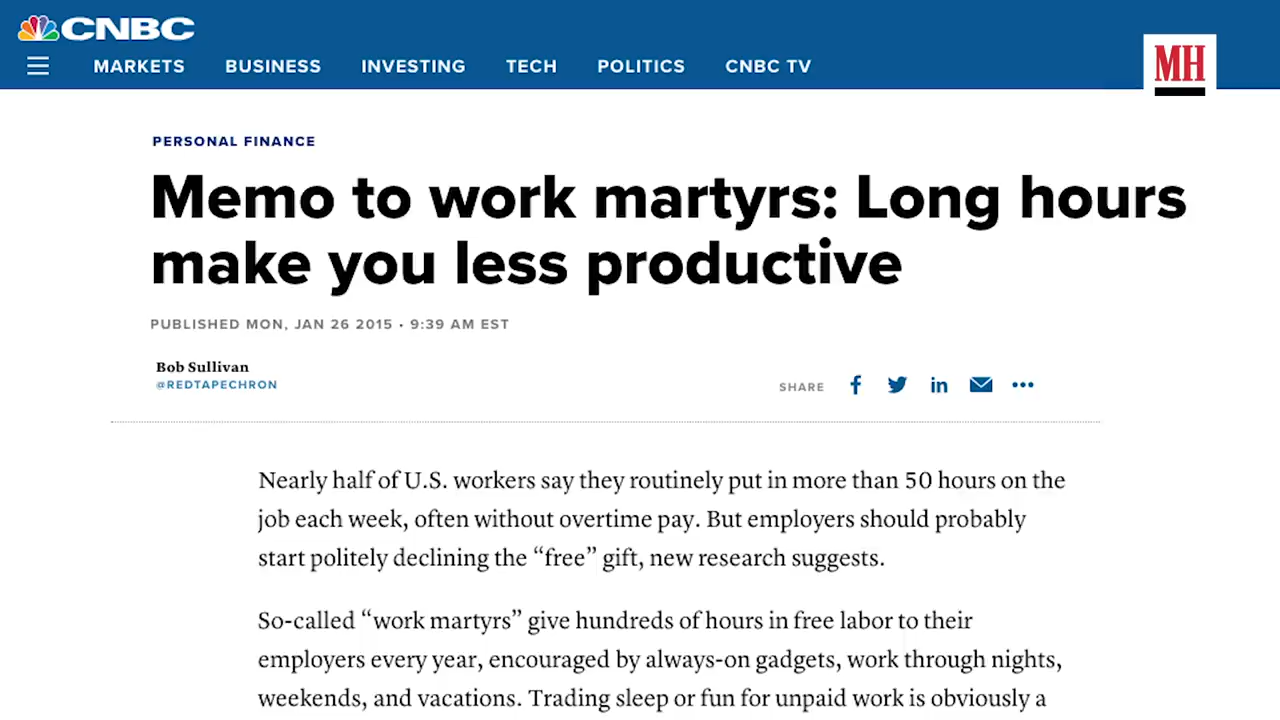 CNBC
MARKETS BUSINESS INVESTING TECH POLITICS CNBC TV
MH
PERSONAL FINANCE
Memo to work martyrs: Long hours
make you less productive
PUBLISHED MON, JAN 26 2015 • 9:39 AM EST
Bob Sullivan
@REDTAPECHRON
SHARE
Nearly half of U.S. workers say they routinely put in more than 50 hours on the
job each week, often without overtime pay. But employers should probably
start politely declining the “free” gift, new research suggests.
So-called “work martyrs” give hundreds of hours in free labor to their
employers every year, encouraged by always-on gadgets, work through nights,
weekends, and vacations. Trading sleep or fun for unpaid work is obviously a